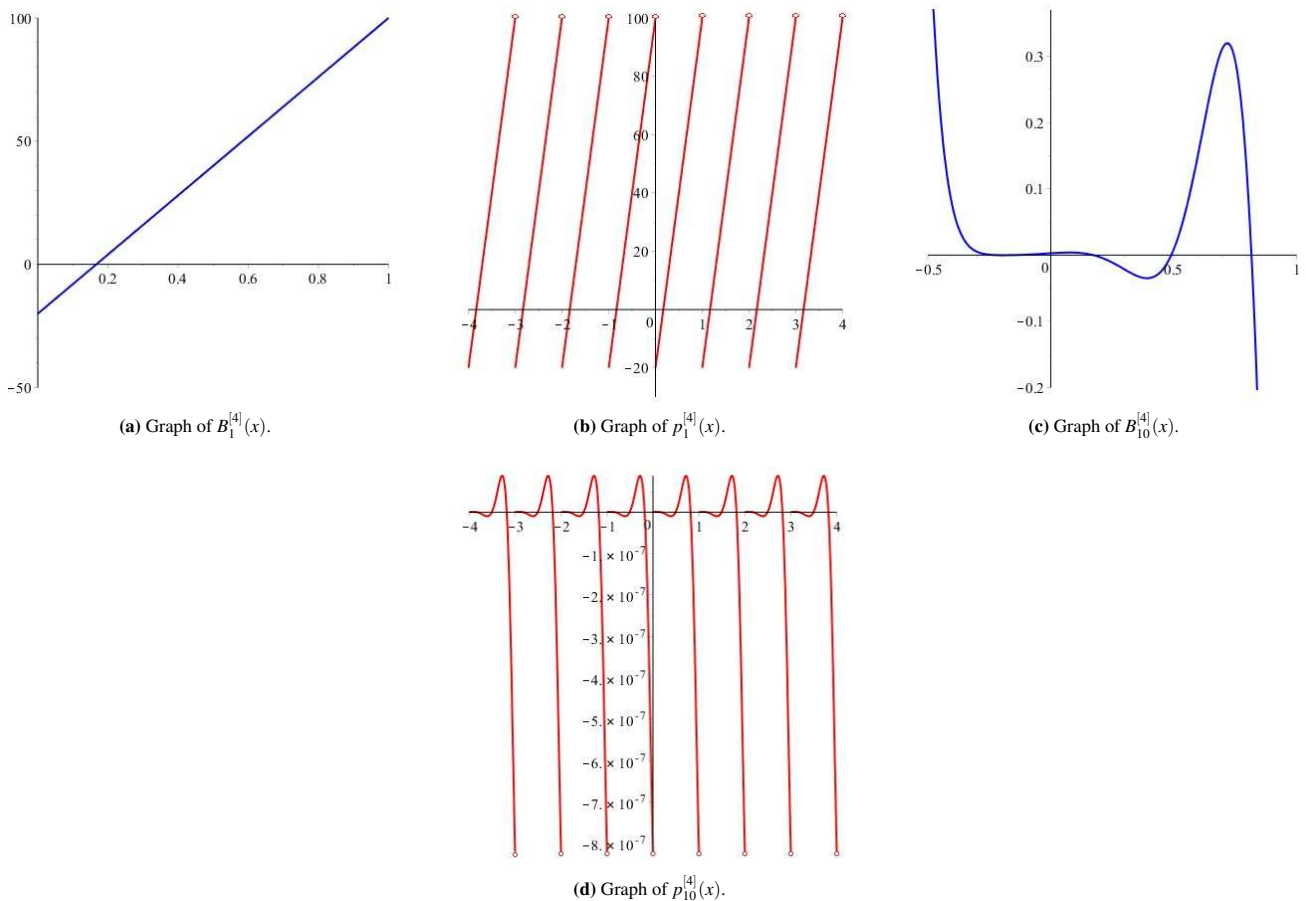 100
50
0
-50
0.2 0.4 0.6 0.8 1
(a) Graph of $B_1^{[4]}(x)$.
100
80
60
40
20
0
-20
-4 -3 -2 -1 1 2 3 4
(b) Graph of $p_1^{[4]}(x)$.
0.3
0.2
0.1
-0.1
-0.2
-0.5 0 0.5 1
(c) Graph of $B_{10}^{[4]}(x)$.
-4 -3 -2 -1 0 1 2 3 4
-1. × 10⁻⁷
-2. × 10⁻⁷
-3. × 10⁻⁷
-4. × 10⁻⁷
-5. × 10⁻⁷
-6. × 10⁻⁷
-7. × 10⁻⁷
-8. × 10⁻⁷
(d) Graph of $p_{10}^{[4]}(x)$.